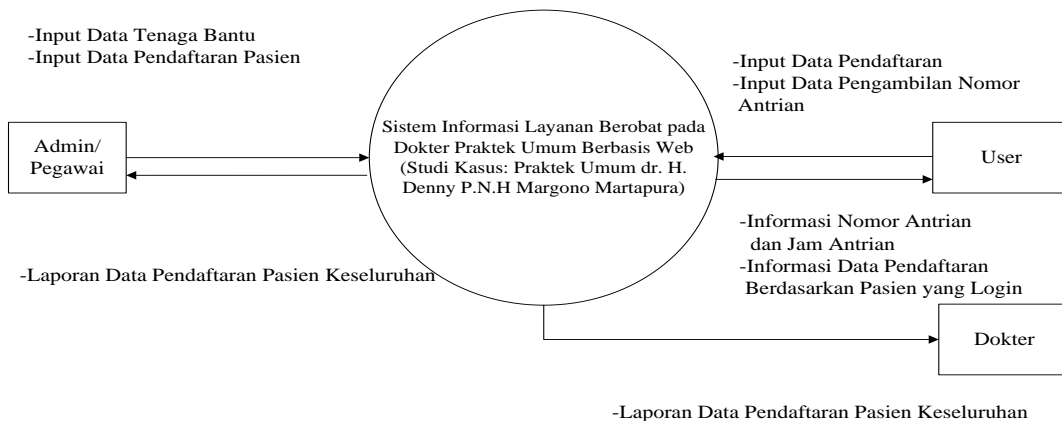 -Input Data Tenaga Bantu
-Input Data Pendaftaran Pasien
-Input Data Pendaftaran
-Input Data Pengambilan Nomor
Antrian
Admin/
Pegawai
Sistem Informasi Layanan Berobat pada
Dokter Praktek Umum Berbasis Web
(Studi Kasus: Praktek Umum dr. H.
Denny P.N.H Margono Martapura)
User
-Informasi Nomor Antrian
dan Jam Antrian
-Informasi Data Pendaftaran
Berdasarkan Pasien yang Login
-Laporan Data Pendaftaran Pasien Keseluruhan
Dokter
-Laporan Data Pendaftaran Pasien Keseluruhan